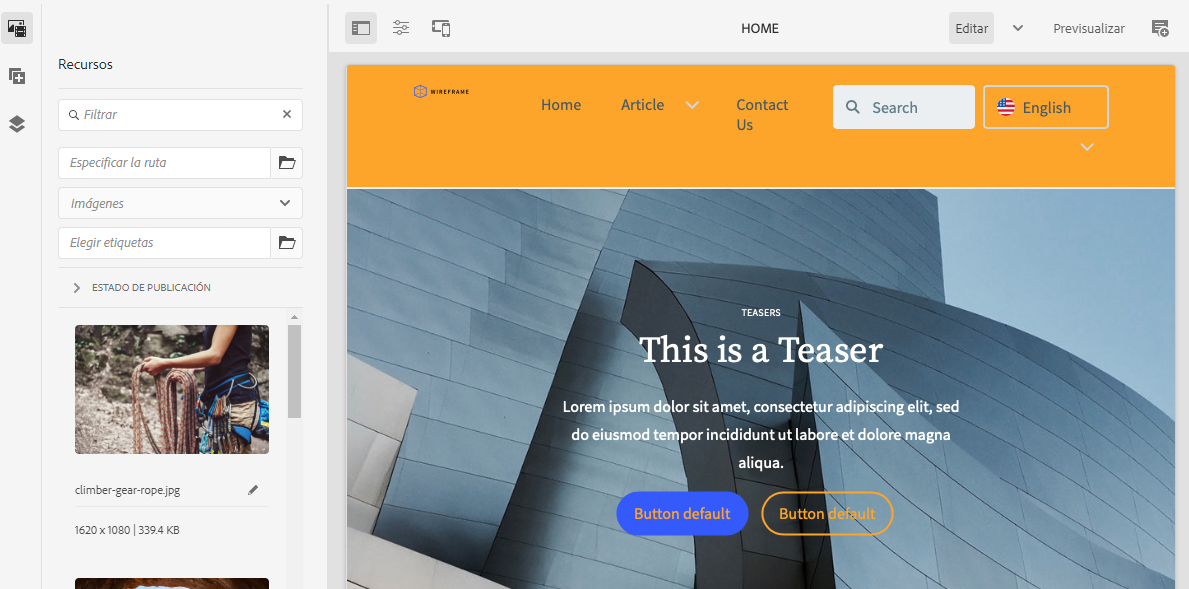 HOME
Editar
Previsualizar
Recursos
Filtrar
Especificar la ruta
Imágenes
Elegir etiquetas
ESTADO DE PUBLICACIÓN
climber-gear-rope.jpg
1620 x 1080 | 339.4 KB
WIREFRAME
Home
Article
Contact
Us
Search
English
TEASERS
This is a Teaser
Lorem ipsum dolor sit amet, consectetur adipiscing elit, sed
do eiusmod tempor incididunt ut labore et dolore magna
aliqua.
Button default
Button default